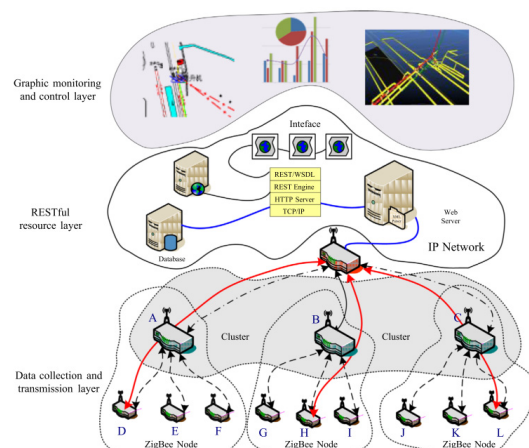 Graphic monitoring
and control layer
Inteface
REST/WSDL
REST Engine
HTTP Server
TCP/IP
RESTful
resource layer
Web
Server
Database
IP Network
A
B
C
Cluster
Cluster
Data collection and
transmission layer
D
E
F
G
H
I
J
K
L
ZigBee Node
ZigBee Node
ZigBee Node